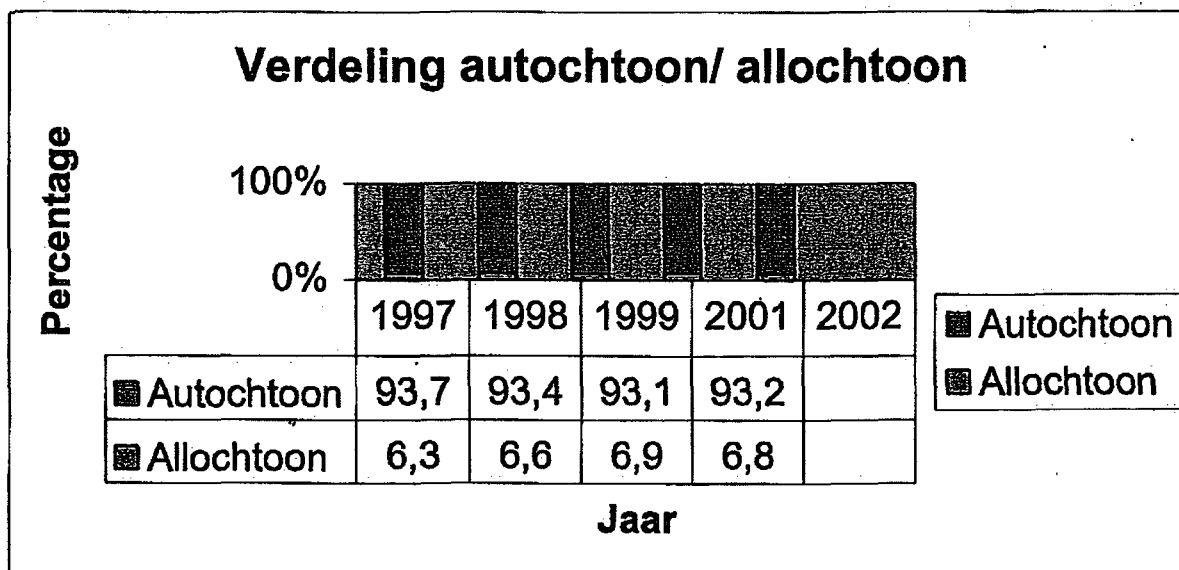 Verdeling autochtoon/ allochtoon
Percentage
100%
0%
1997 1998 1999 2001 2002
Autochtoon 93,7 93,4 93,1 93,2
Allochtoon 6,3 6,6 6,9 6,8
Jaar
Autochtoon
Allochtoon